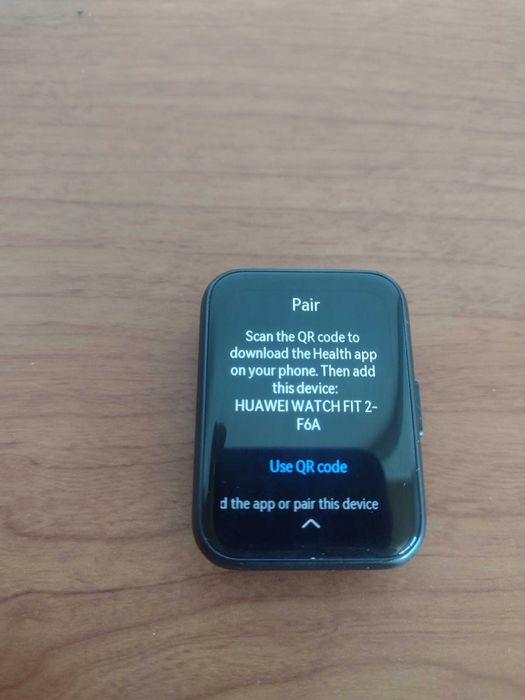 Pair
Scan the QR code to
download the Health app
on your phone. Then add
this device:
HUAWEI WATCH FIT 2-
F6A
Use QR code
d the app or pair this device